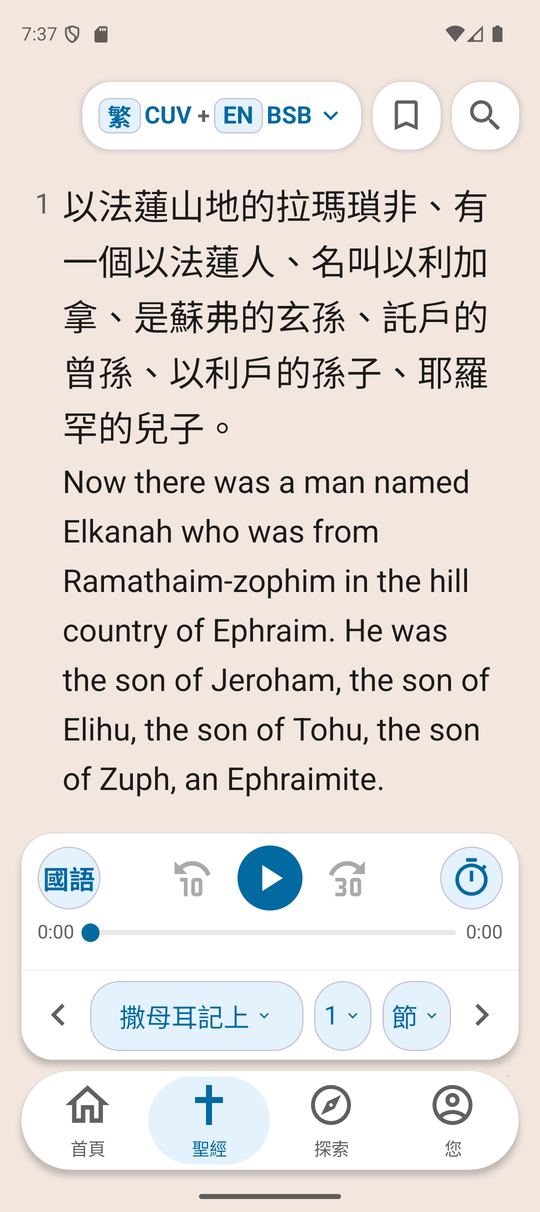 7:37
繁 CUV + EN BSB
1 以法蓮山地的拉瑪瑣非、有
一個以法蓮人、名叫以利加
拿、是蘇弗的玄孫、託戶的
曾孫、以利戶的孫子、耶羅
罕的兒子。
Now there was a man named
Elkanah who was from
Ramathaim-zophim in the hill
country of Ephraim. He was
the son of Jeroham, the son of
Elihu, the son of Tohu, the son
of Zuph, an Ephraimite.
國語 10 30
0:00 0:00
撒母耳記上 1 節
首頁 聖經 探索 您